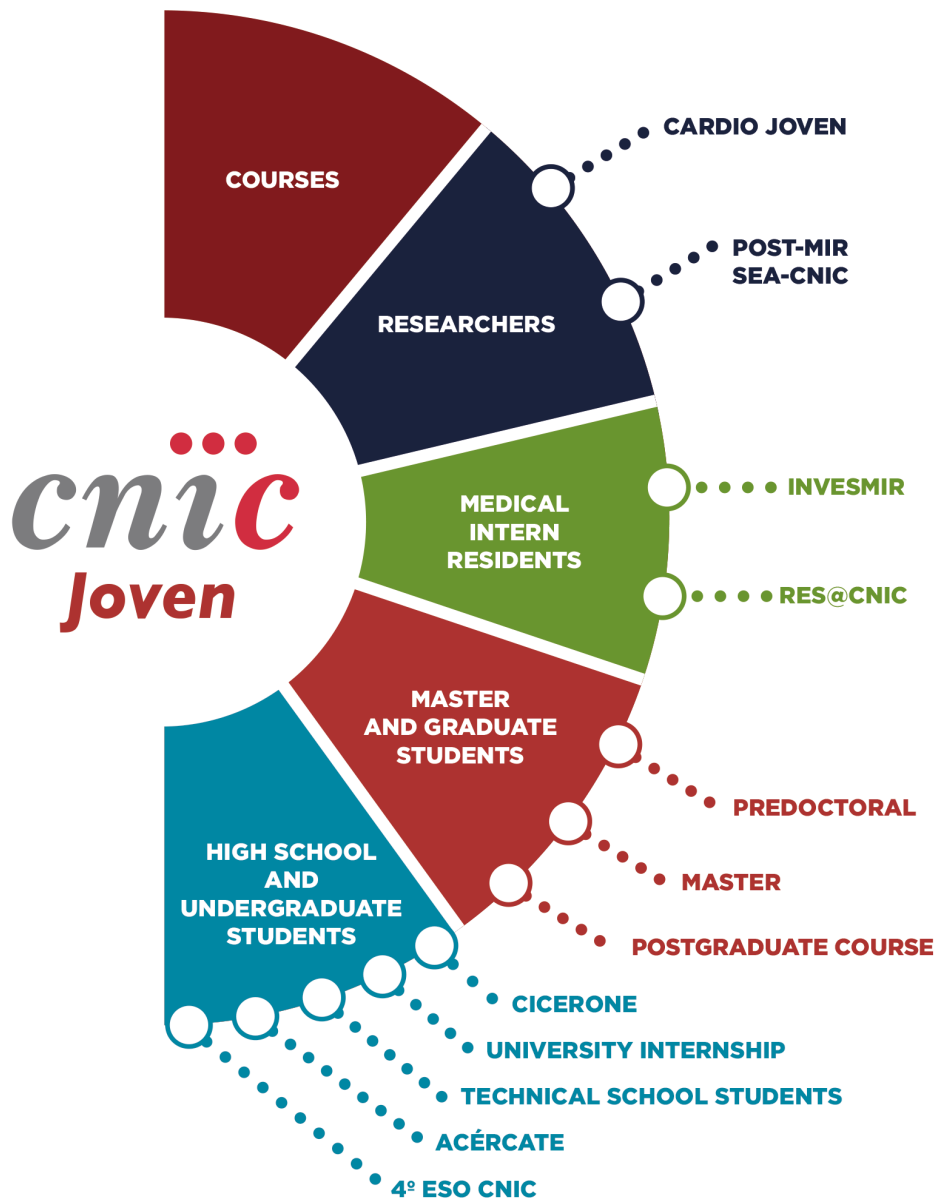 COURSES
CARDIO JOVEN
POST-MIR
SEA-CNIC
RESEARCHERS
MEDICAL
INTERN
RESIDENTS
INVESMIR
RES@CNIC
cnic
Joven
MASTER
AND GRADUATE
STUDENTS
PREDOCTORAL
MASTER
POSTGRADUATE COURSE
HIGH SCHOOL
AND
UNDERGRADUATE
STUDENTS
CICERONE
UNIVERSITY INTERNSHIP
TECHNICAL SCHOOL STUDENTS
ACÉRCATE
4º ESO CNIC